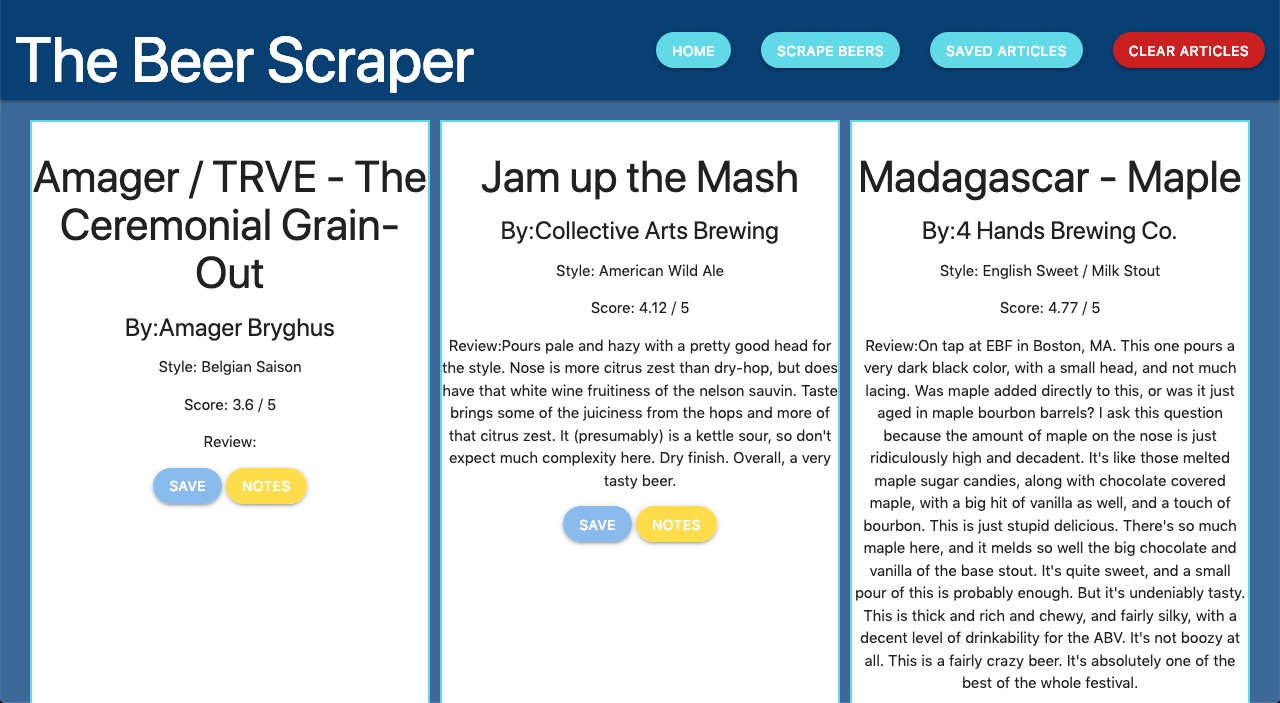 The Beer Scraper
HOME
SCRAPE BEERS
SAVED ARTICLES
CLEAR ARTICLES
Amager / TRVE - The
Ceremonial Grain-
Out
By:Amager Bryghus
Style: Belgian Saison
Score: 3.6 / 5
Review:
SAVE
NOTES
Jam up the Mash
By:Collective Arts Brewing
Style: American Wild Ale
Score: 4.12 / 5
Review:Pours pale and hazy with a pretty good head for
the style. Nose is more citrus zest than dry-hop, but does
have that white wine fruitiness of the nelson sauvin. Taste
brings some of the juiciness from the hops and more of
that citrus zest. It (presumably) is a kettle sour, so don't
expect much complexity here. Dry finish. Overall, a very
tasty beer.
SAVE
NOTES
Madagascar - Maple
By:4 Hands Brewing Co.
Style: English Sweet / Milk Stout
Score: 4.77 / 5
Review:On tap at EBF in Boston, MA. This one pours a
very dark black color, with a small head, and not much
lacing. Was maple added directly to this, or was it just
aged in maple bourbon barrels? I ask this question
because the amount of maple on the nose is just
ridiculously high and decadent. It's like those melted
maple sugar candies, along with chocolate covered
maple, with a big hit of vanilla as well, and a touch of
bourbon. This is just stupid delicious. There's so much
maple here, and it melds so well the big chocolate and
vanilla of the base stout. It's quite sweet, and a small
pour of this is probably enough. But it's undeniably tasty.
This is thick and rich and chewy, and fairly silky, with a
decent level of drinkability for the ABV. It's not boozy at
all. This is a fairly crazy beer. It's absolutely one of the
best of the whole festival.